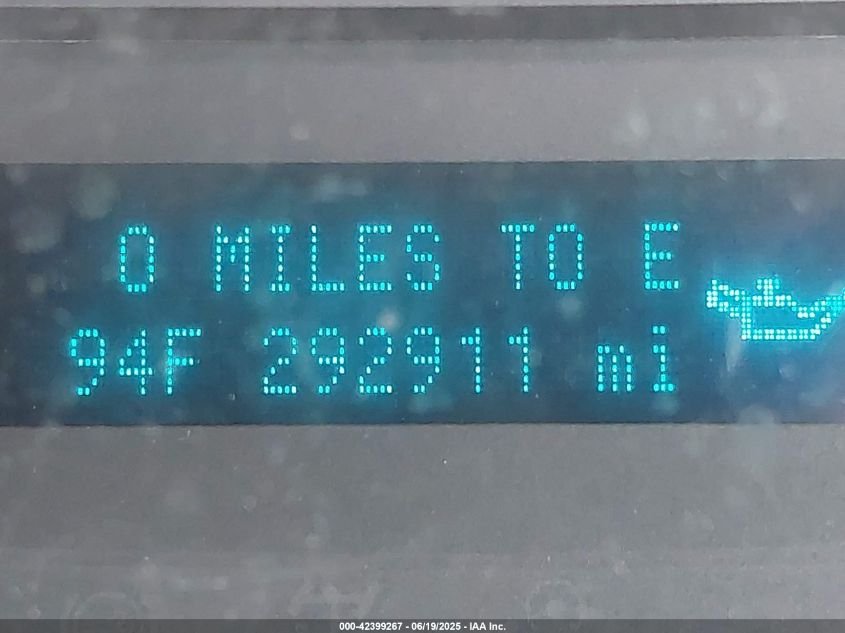 0 MILES TO E
94F 292911 mi
000-42399267 - 06/19/2025 - IAA Inc.